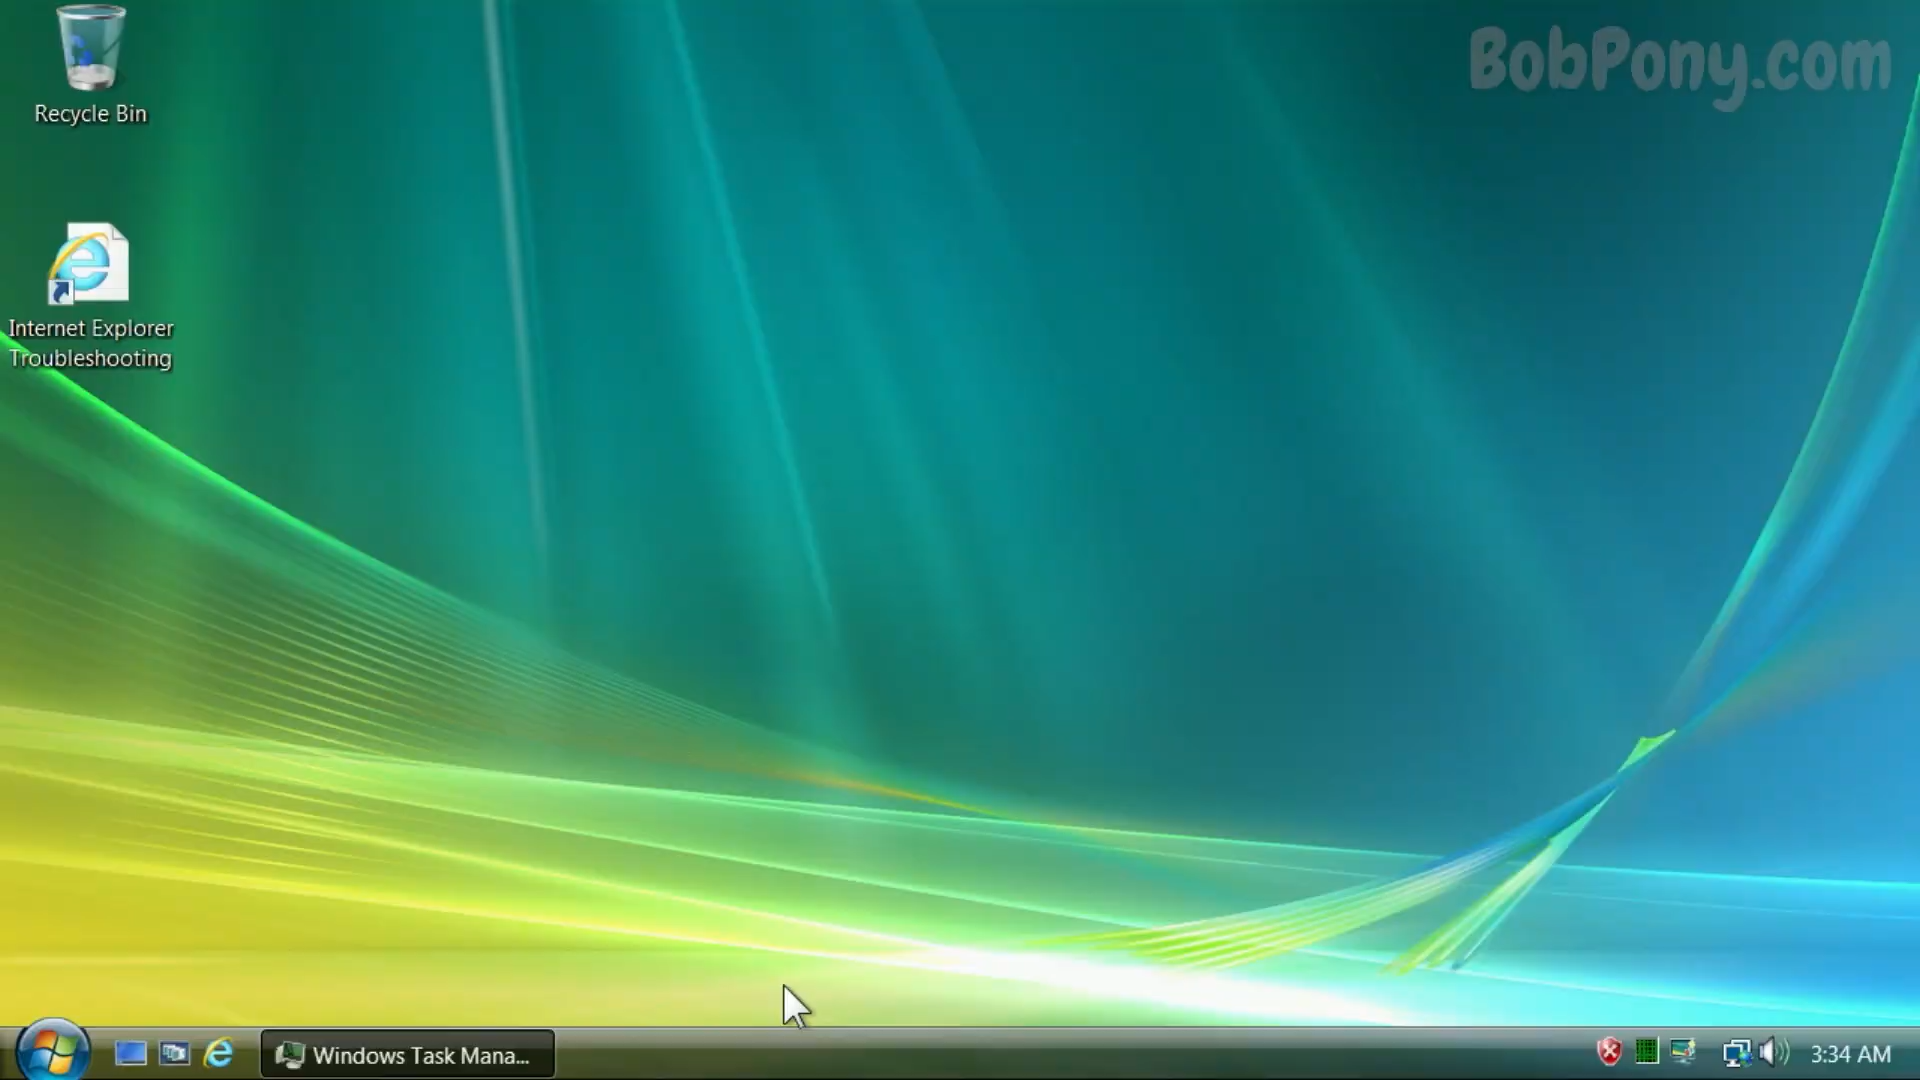 BobPony.com
Recycle Bin
Internet Explorer
Troubleshooting
Windows Task Mana...
3:34 AM